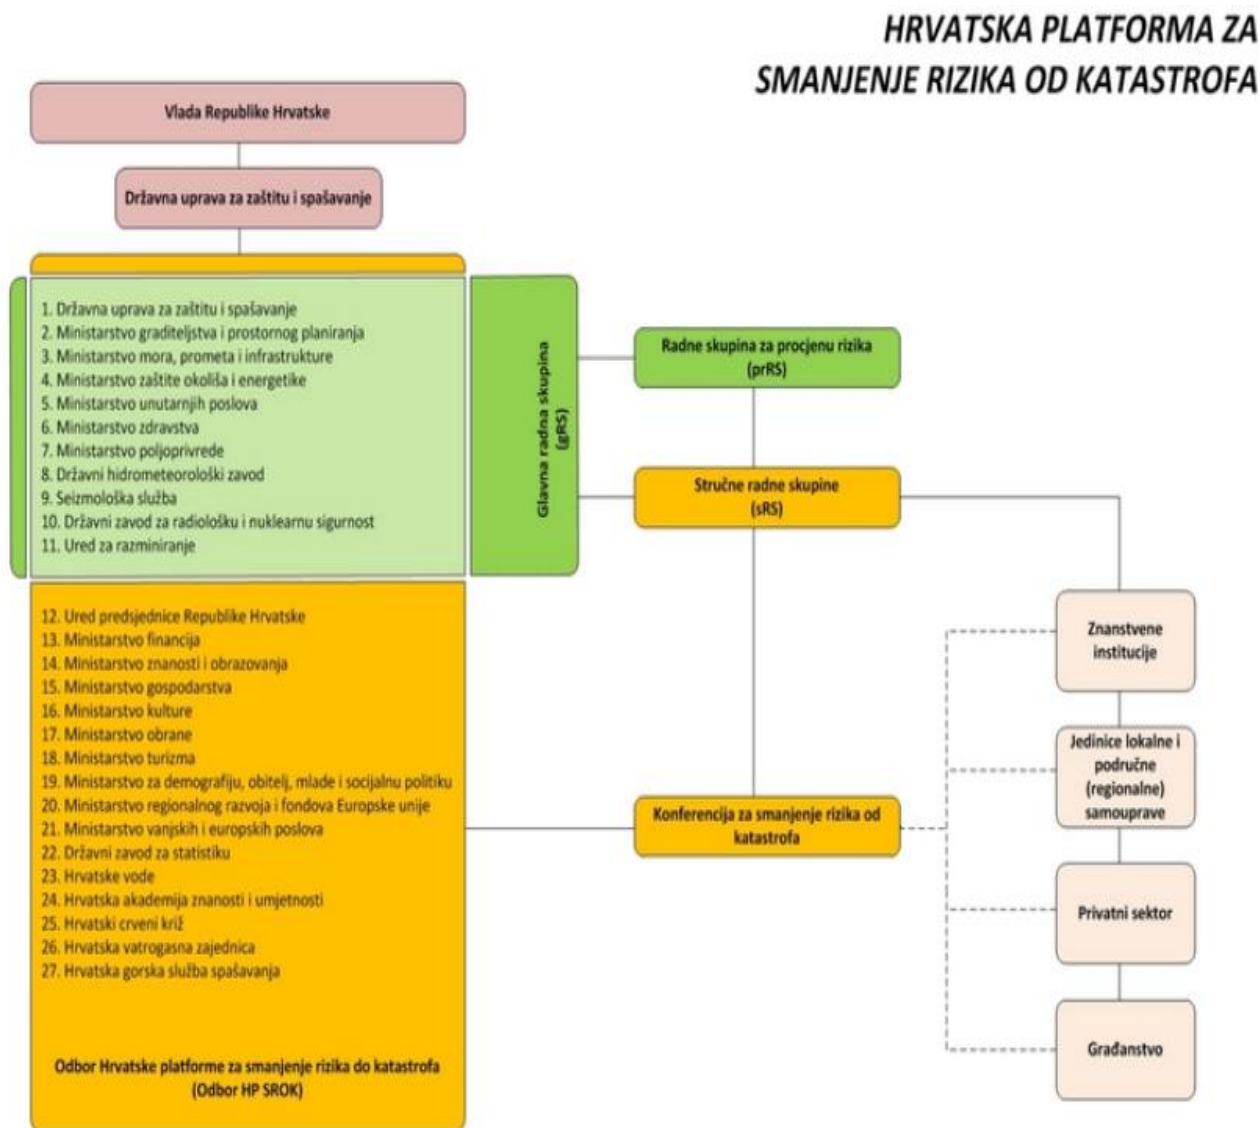 HRVATSKA PLATFORMA ZA
SMANJENJE RIZIKA OD KATASTROFA
Vlada Republike Hrvatske
Državna uprava za zaštitu i spašavanje
1. Državna uprava za zaštitu i spašavanje
2. Ministarstvo graditeljstva i prostornog planiranja
3. Ministarstvo mora, prometa i infrastrukture
4. Ministarstvo zaštite okoliša i energetike
5. Ministarstvo unutarnjih poslova
6. Ministarstvo zdravstva
7. Ministarstvo poljoprivrede
8. Državni hidrometeorološki zavod
9. Seizmološka služba
10. Državni zavod za radiološku i nuklearnu sigurnost
11. Ured za razminiranje
Glavna radna skupina
(gRS)
12. Ured predsjednice Republike Hrvatske
13. Ministarstvo financija
14. Ministarstvo znanosti i obrazovanja
15. Ministarstvo gospodarstva
16. Ministarstvo kulture
17. Ministarstvo obrane
18. Ministarstvo turizma
19. Ministarstvo za demografiju, obitelj, mlade i socijalnu politiku
20. Ministarstvo regionalnog razvoja i fondova Europske unije
21. Ministarstvo vanjskih i europskih poslova
22. Državni zavod za statistiku
23. Hrvatske vode
24. Hrvatska akademija znanosti i umjetnosti
25. Hrvatski crveni križ
26. Hrvatska vatrogasna zajednica
27. Hrvatska gorska služba spašavanja
Odbor Hrvatske platforme za smanjenje rizika do katastrofa
(Odbor HP SROK)
Radne skupina za procjenu rizika
(prRS)
Stručne radne skupine
(sRS)
Konferencija za smanjenje rizika od
katastrofa
Znanstvene
institucije
Jedinice lokalne i
područne
(regionalne)
samouprave
Privatni sektor
Građanstvo